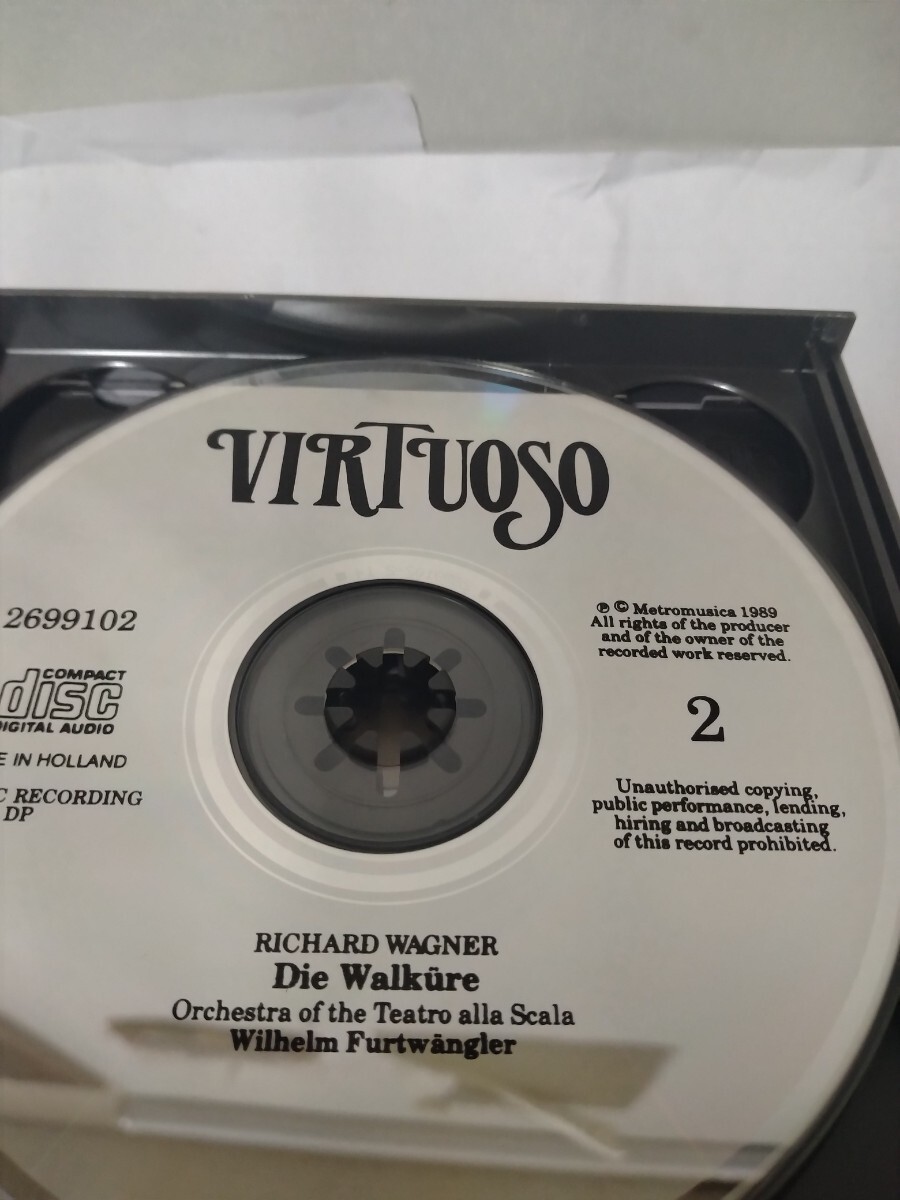 VIRTUOSO
2699102
COMPACT
disc
DIGITAL AUDIO
E IN HOLLAND
C RECORDING
DP
℗ © Metromusica 1989
All rights of the producer
and of the owner of the
recorded work reserved.
2
Unauthorised copying,
public performance, lending,
hiring and broadcasting
of this record prohibited.
RICHARD WAGNER
Die Walküre
Orchestra of the Teatro alla Scala
Wilhelm Furtwängler